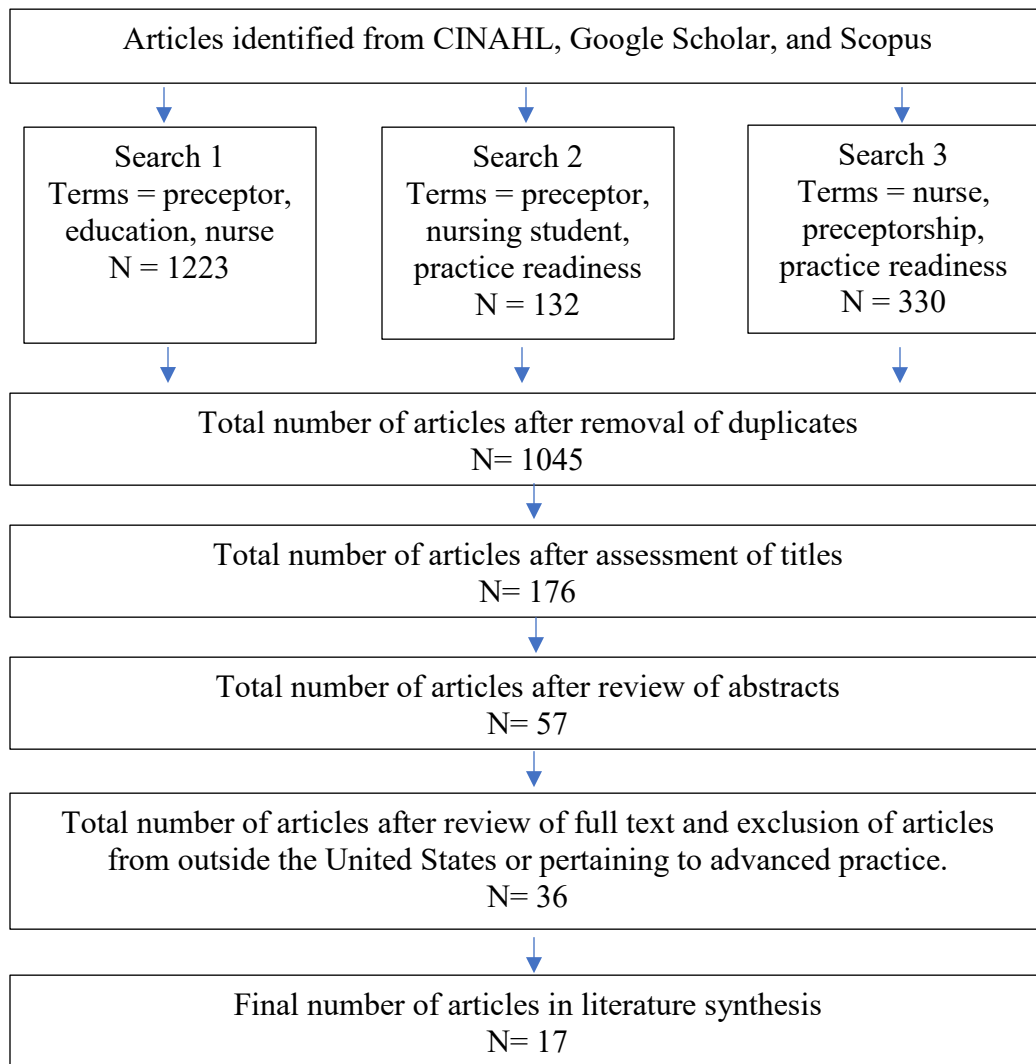 Articles identified from CINAHL, Google Scholar, and Scopus
Search 1
Terms = preceptor,
education, nurse
N = 1223
Search 2
Terms = preceptor,
nursing student,
practice readiness
N = 132
Search 3
Terms = nurse,
preceptorship,
practice readiness
N = 330
Total number of articles after removal of duplicates
N= 1045
Total number of articles after assessment of titles
N= 176
Total number of articles after review of abstracts
N= 57
Total number of articles after review of full text and exclusion of articles
from outside the United States or pertaining to advanced practice.
N= 36
Final number of articles in literature synthesis
N= 17